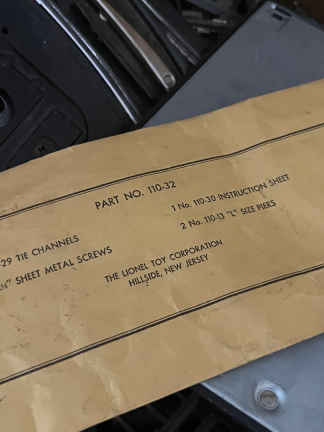 PART NO. 110-32
1 No. 110-30 INSTRUCTION SHEET
2 No. 110-13 "L" SIZE PIERS
-29 TIE CHANNELS
SHEET METAL SCREWS
THE LIONEL TOY CORPORATION
HILLSIDE, NEW JERSEY